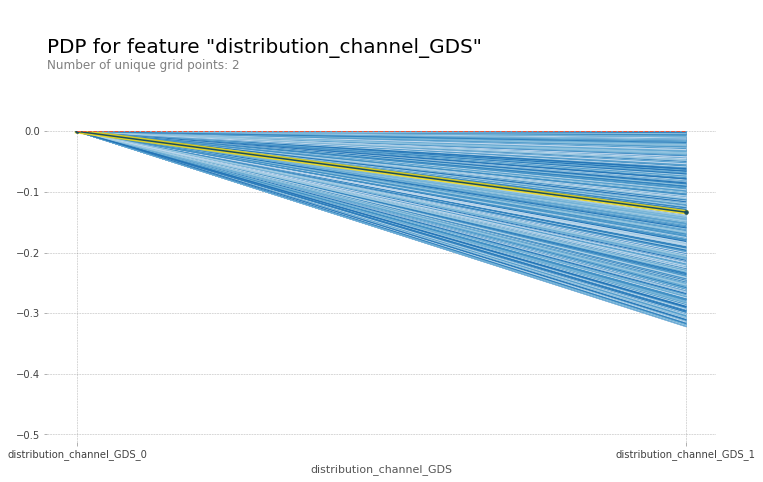 PDP for feature "distribution_channel_GDS"
Number of unique grid points: 2
0.0
−0.1
−0.2
−0.3
−0.4
−0.5
distribution_channel_GDS_0
distribution_channel_GDS_1
distribution_channel_GDS